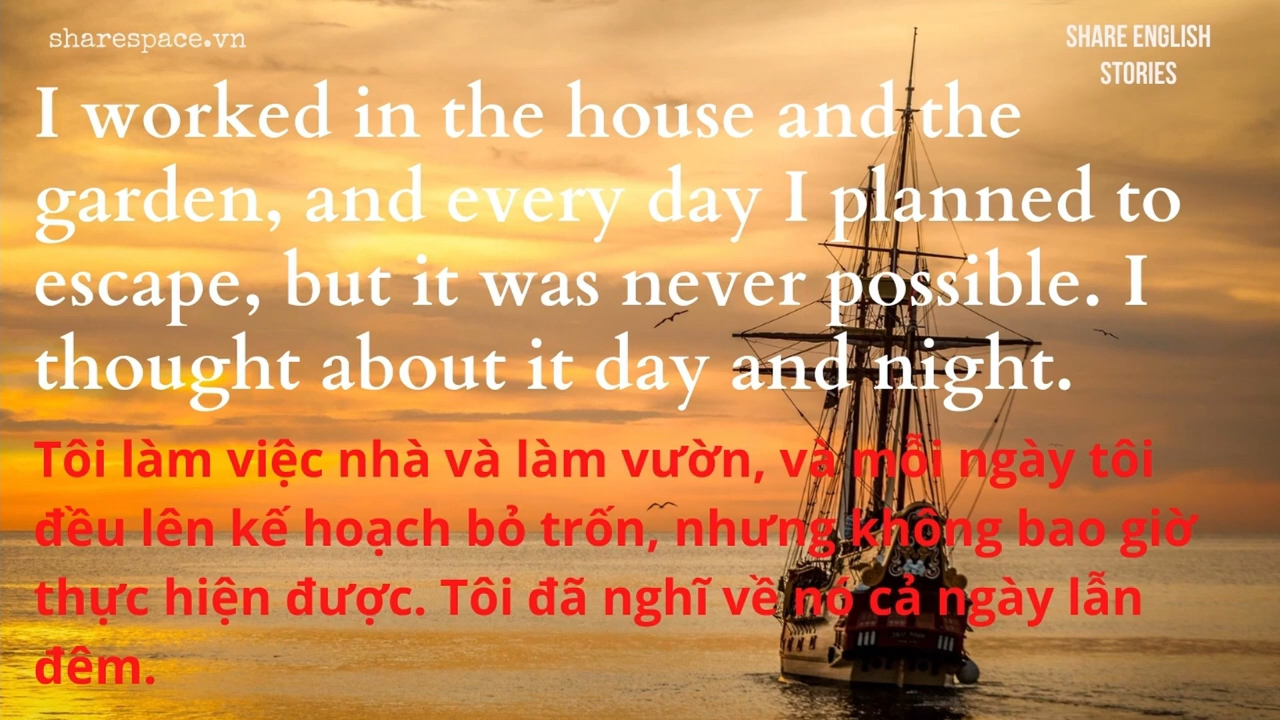 sharespace.vn
SHARE ENGLISH
STORIES
I worked in the house and the
garden, and every day I planned to
escape, but it was never possible. I
thought about it day and night.
Tôi làm việc nhà và làm vườn, và mỗi ngày tôi
đều lên kế hoạch bỏ trốn, nhưng không bao giờ
thực hiện được. Tôi đã nghĩ về nó cả ngày lẫn
đêm.